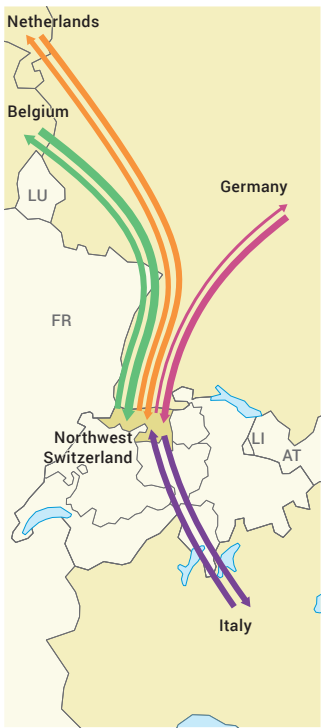 Netherlands
Belgium
LU
Germany
FR
Northwest
Switzerland
LI
AT
Italy